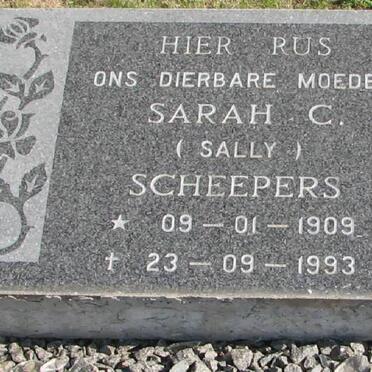 HIER RUS
ONS DIERBARE MOEDE
SARAH C.
( SALLY )
SCHEEPERS
★ 09 — 01 — 1909
† 23 — 09 — 1993